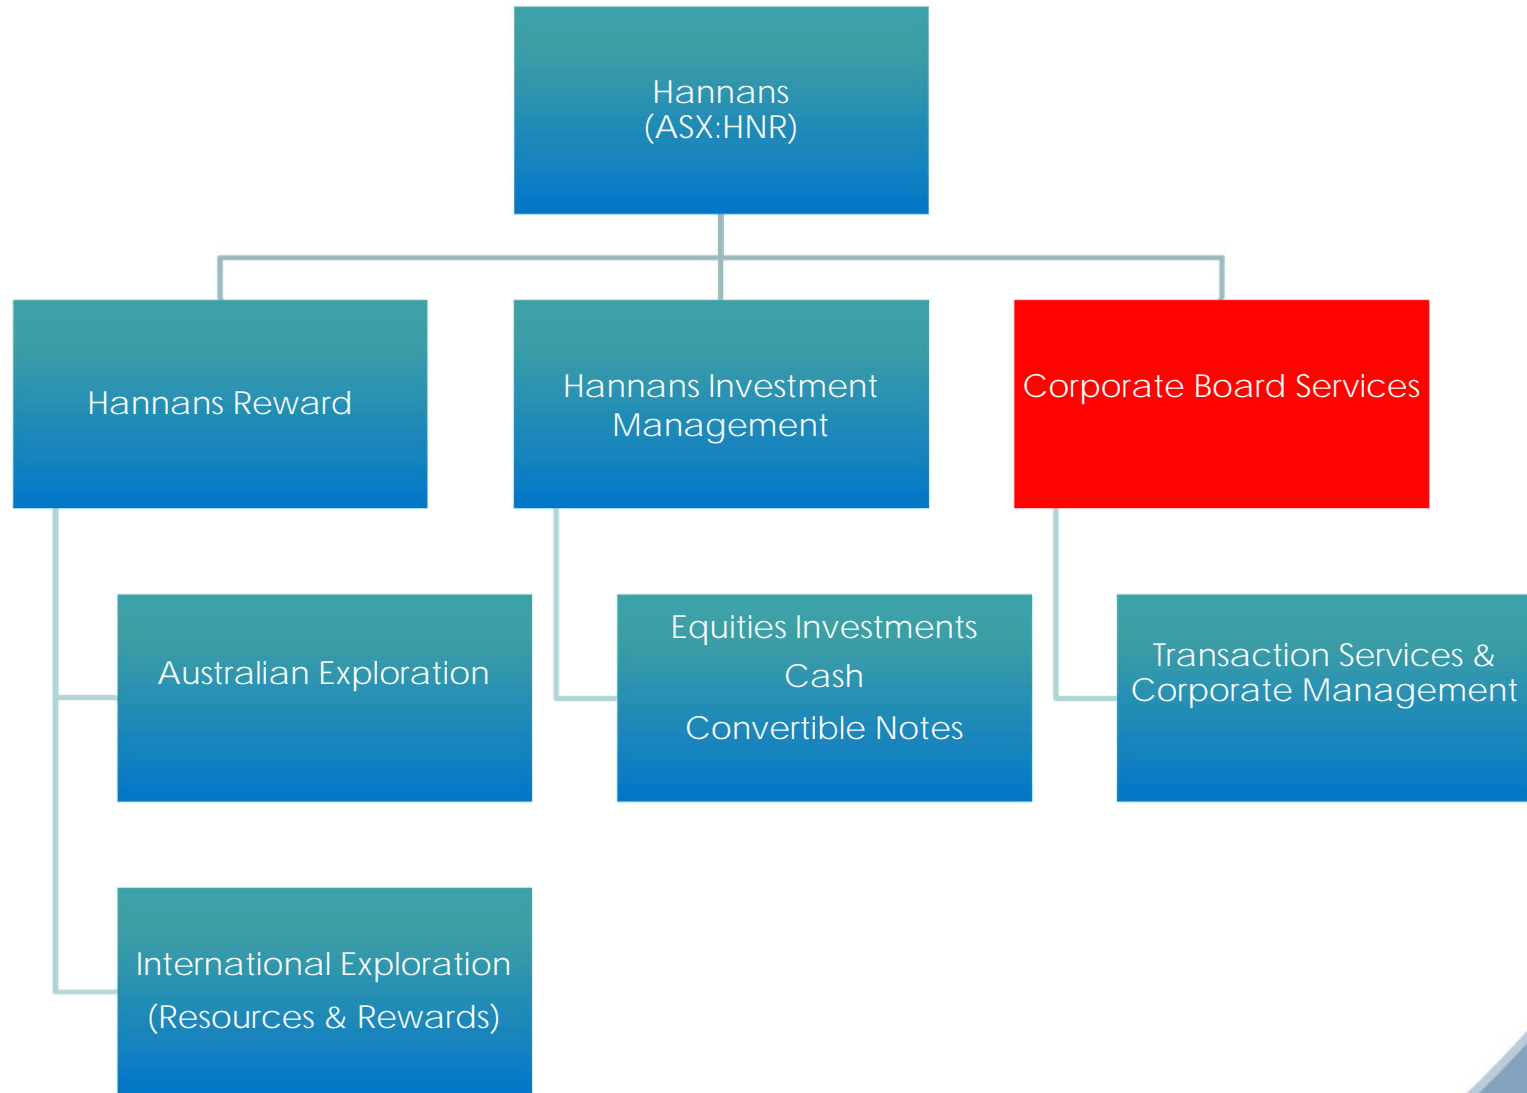 Hannans
(ASX:HNR)
Hannans Reward
Hannans Investment
Management
Corporate Board Services
Australian Exploration
Equities Investments
Cash
Convertible Notes
Transaction Services &
Corporate Management
International Exploration
(Resources & Rewards)